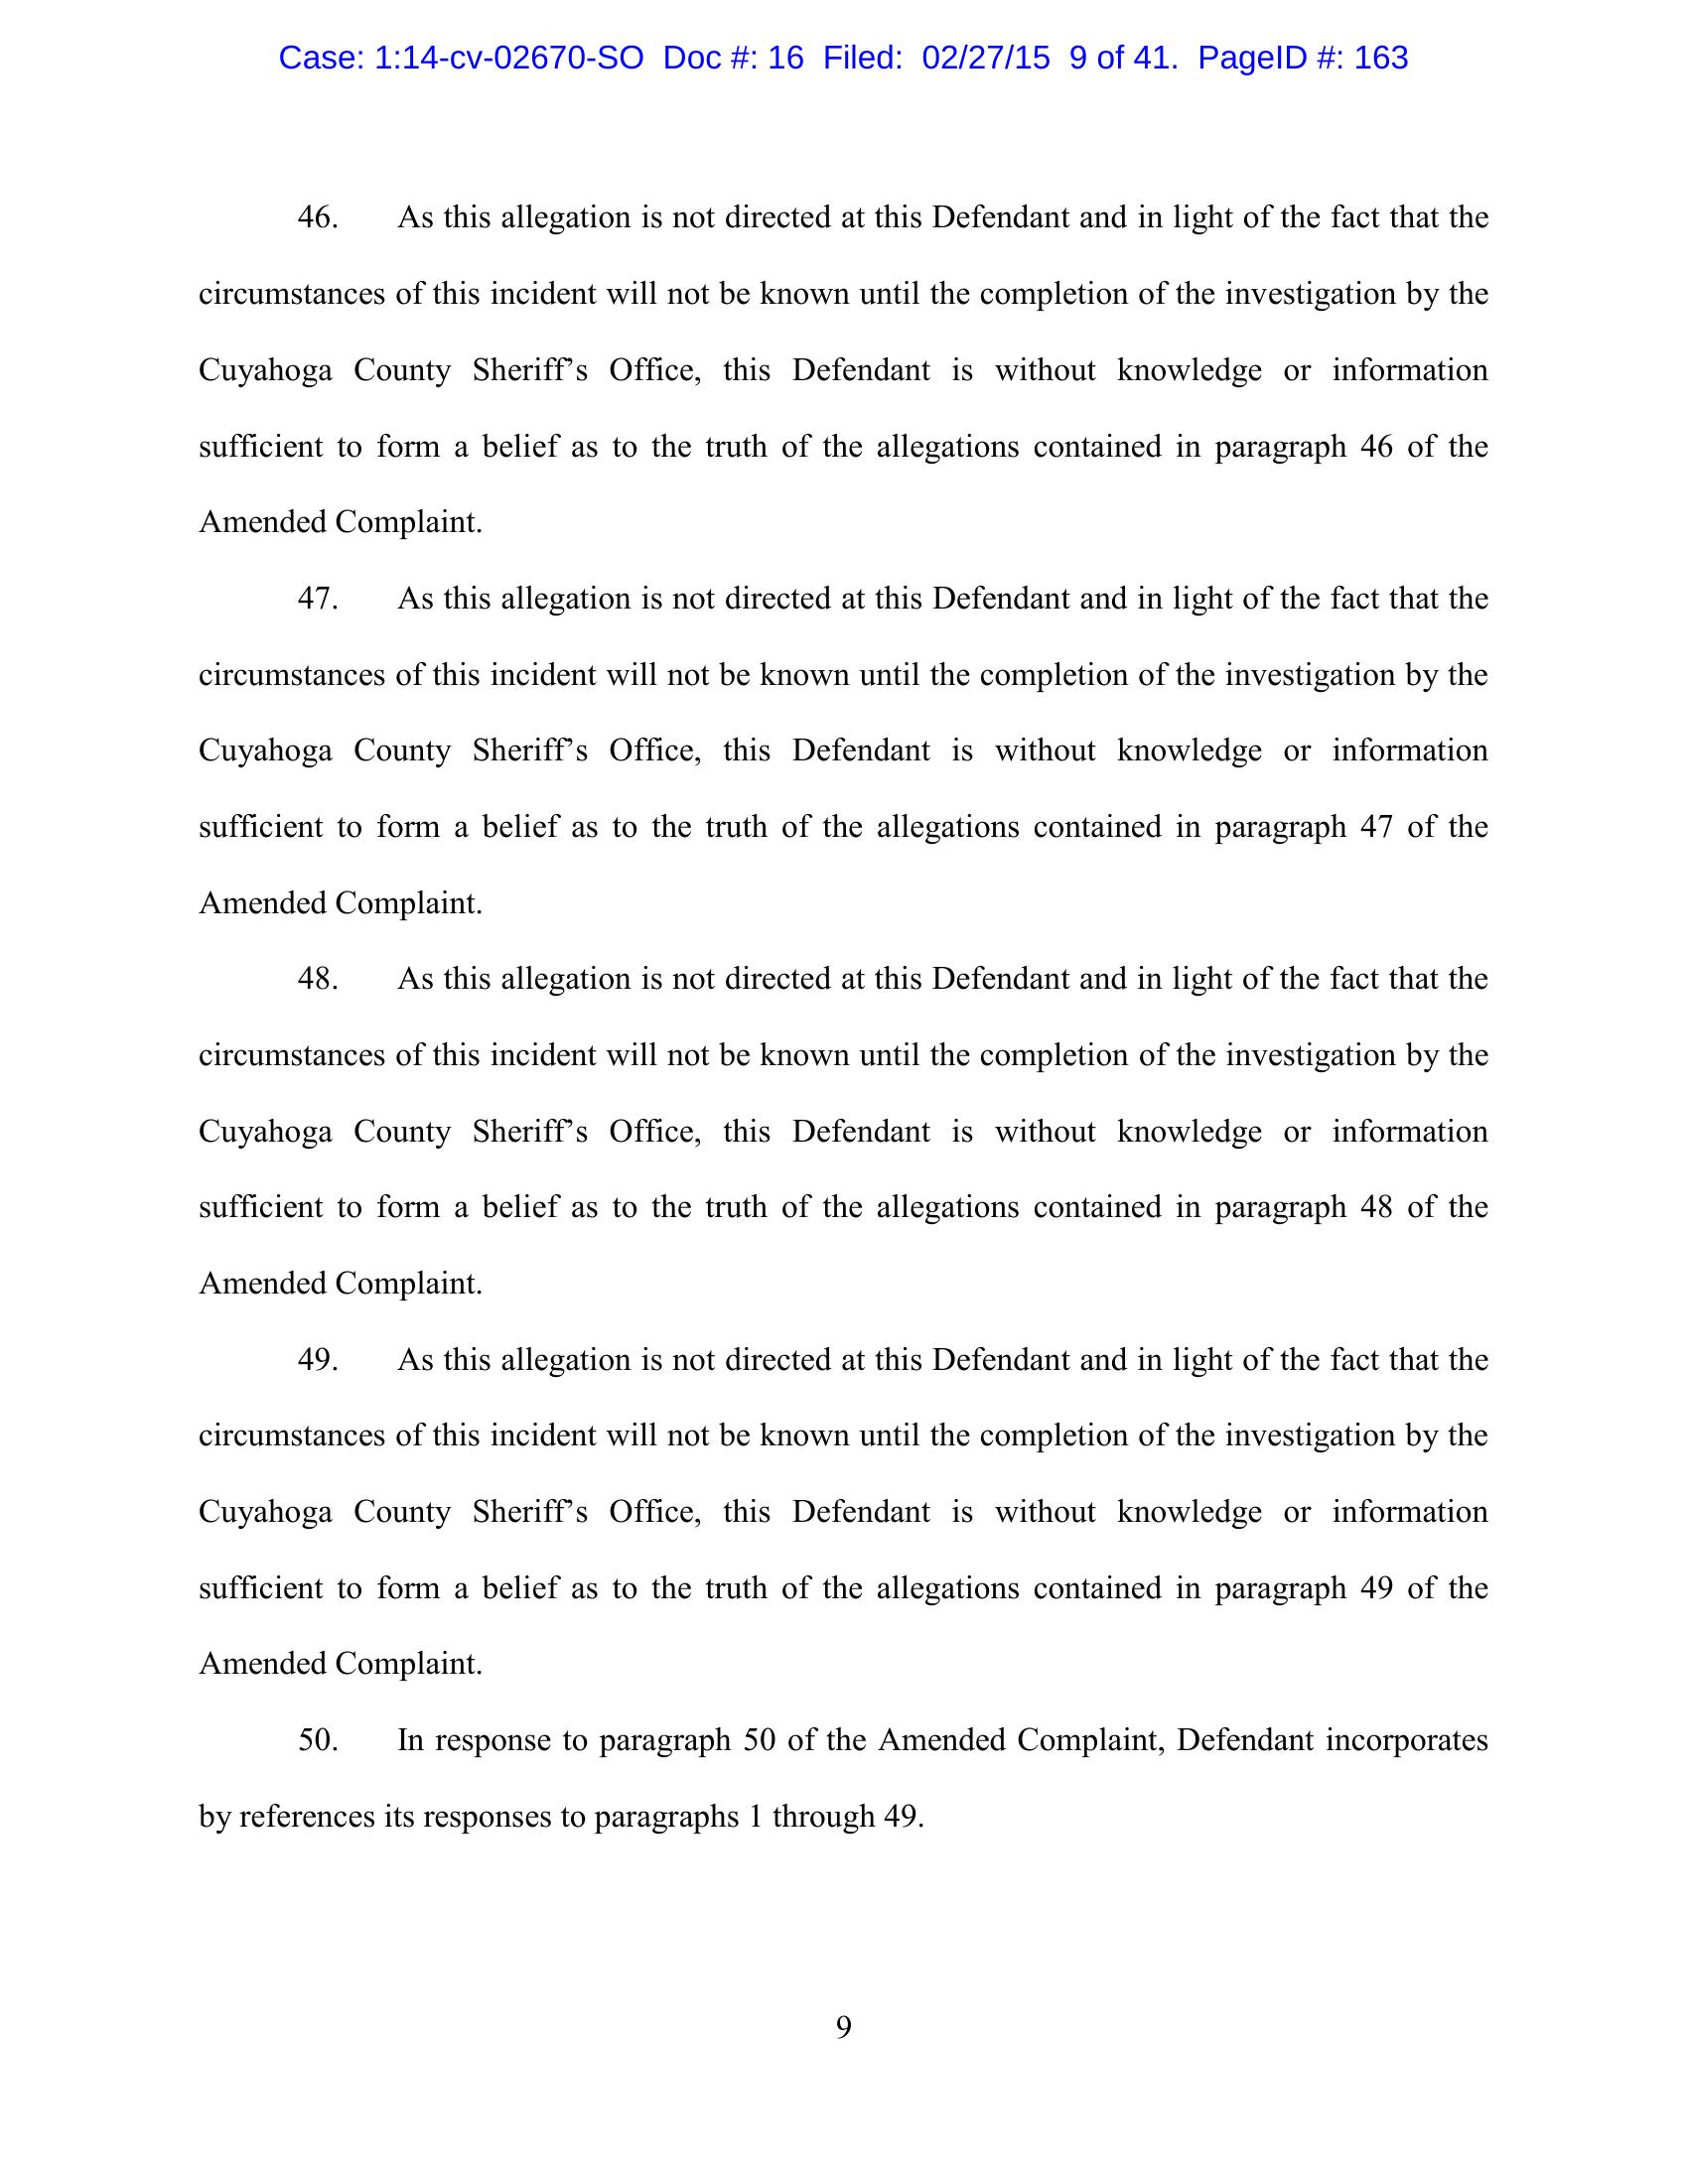 Case: 1:14-cv-02670-SO Doc #: 16 Filed: 02/27/15 9 of 41. PageID #: 163
46. As this allegation is not directed at this Defendant and in light of the fact that the
circumstances of this incident will not be known until the completion of the investigation by the
Cuyahoga County Sheriff’s Office, this Defendant is without knowledge or information
sufficient to form a belief as to the truth of the allegations contained in paragraph 46 of the
Amended Complaint.
47. As this allegation is not directed at this Defendant and in light of the fact that the
circumstances of this incident will not be known until the completion of the investigation by the
Cuyahoga County Sheriff’s Office, this Defendant is without knowledge or information
sufficient to form a belief as to the truth of the allegations contained in paragraph 47 of the
Amended Complaint.
48. As this allegation is not directed at this Defendant and in light of the fact that the
circumstances of this incident will not be known until the completion of the investigation by the
Cuyahoga County Sheriff’s Office, this Defendant is without knowledge or information
sufficient to form a belief as to the truth of the allegations contained in paragraph 48 of the
Amended Complaint.
49. As this allegation is not directed at this Defendant and in light of the fact that the
circumstances of this incident will not be known until the completion of the investigation by the
Cuyahoga County Sheriff’s Office, this Defendant is without knowledge or information
sufficient to form a belief as to the truth of the allegations contained in paragraph 49 of the
Amended Complaint.
50. In response to paragraph 50 of the Amended Complaint, Defendant incorporates
by references its responses to paragraphs 1 through 49.
9